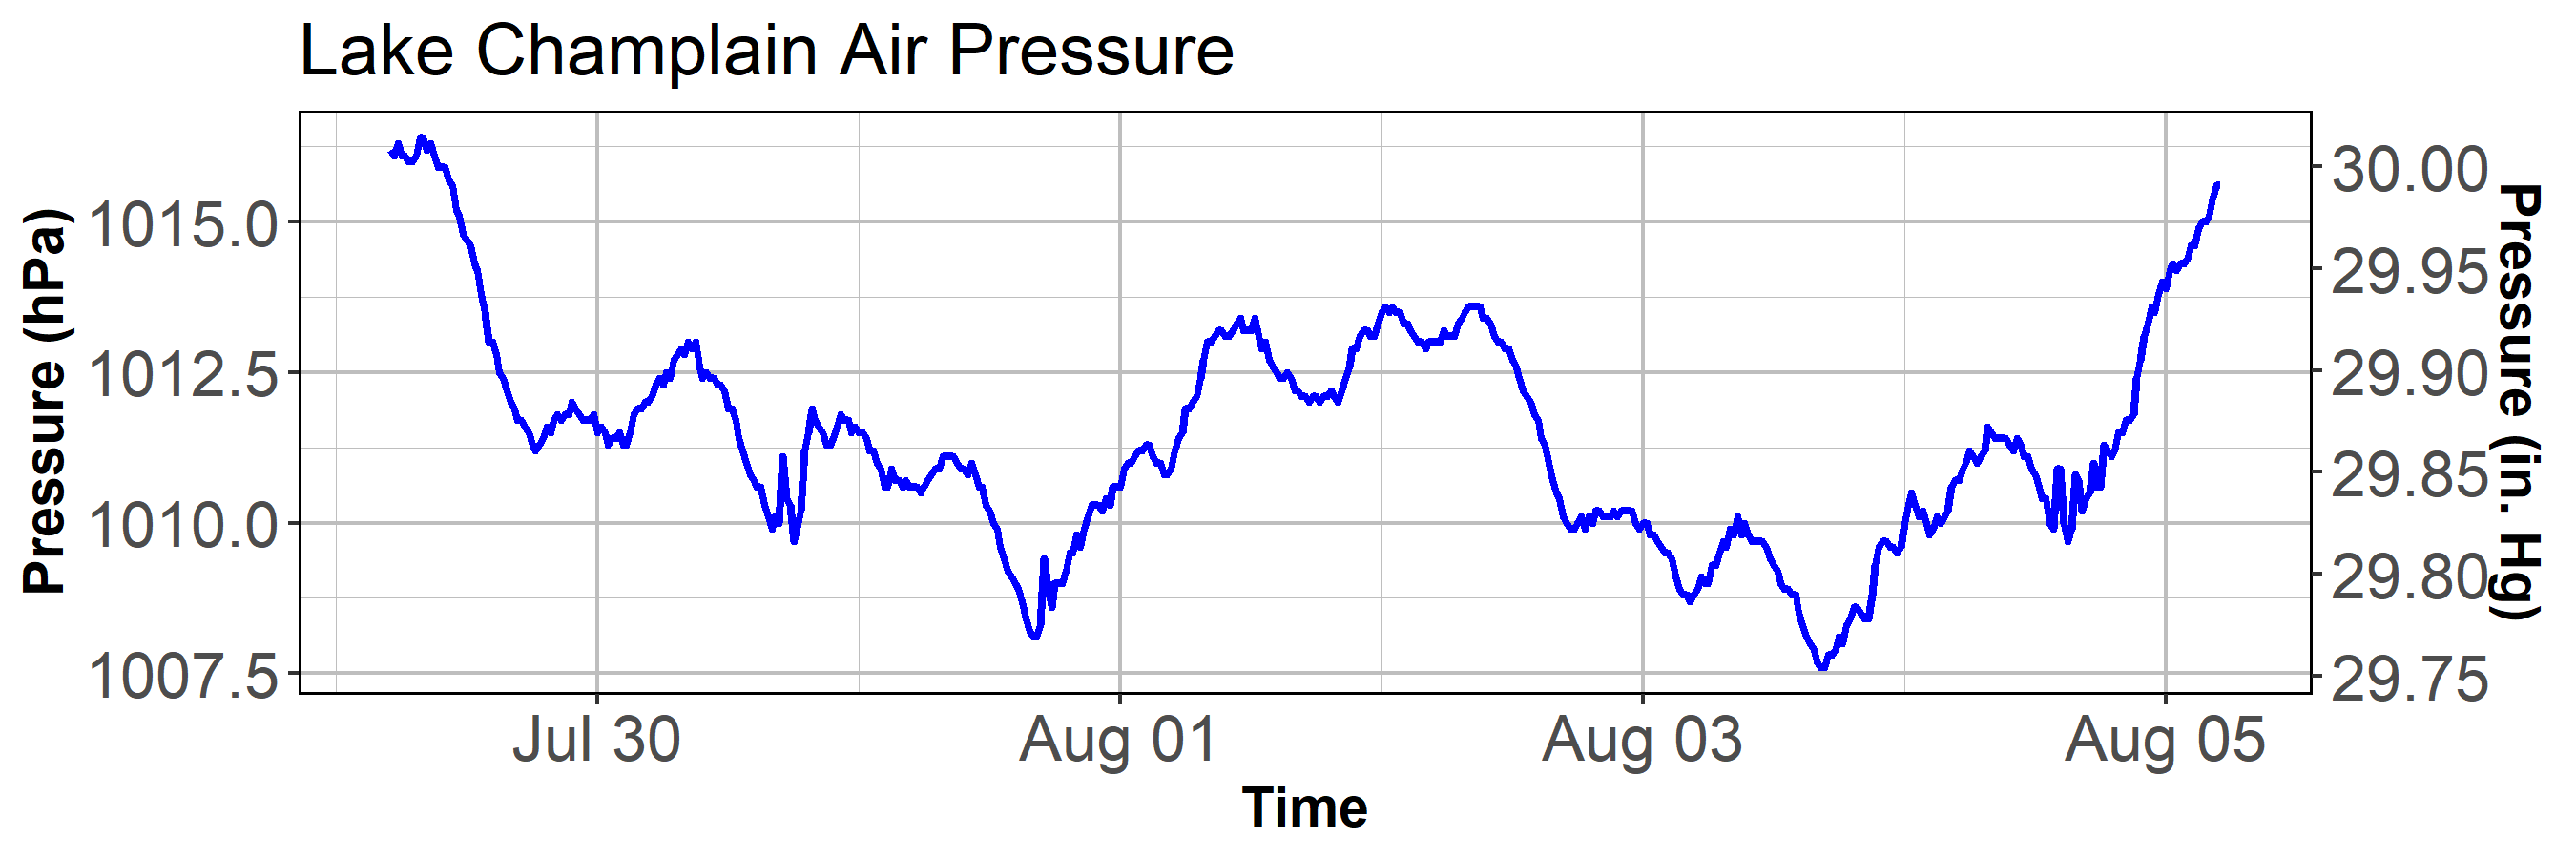 Lake Champlain Air Pressure
Pressure (hPa)
1015.0
1012.5
1010.0
1007.5
30.00
29.95
29.90
29.85
29.80
29.75
Pressure (in. Hg)
Jul 30
Aug 01
Aug 03
Aug 05
Time